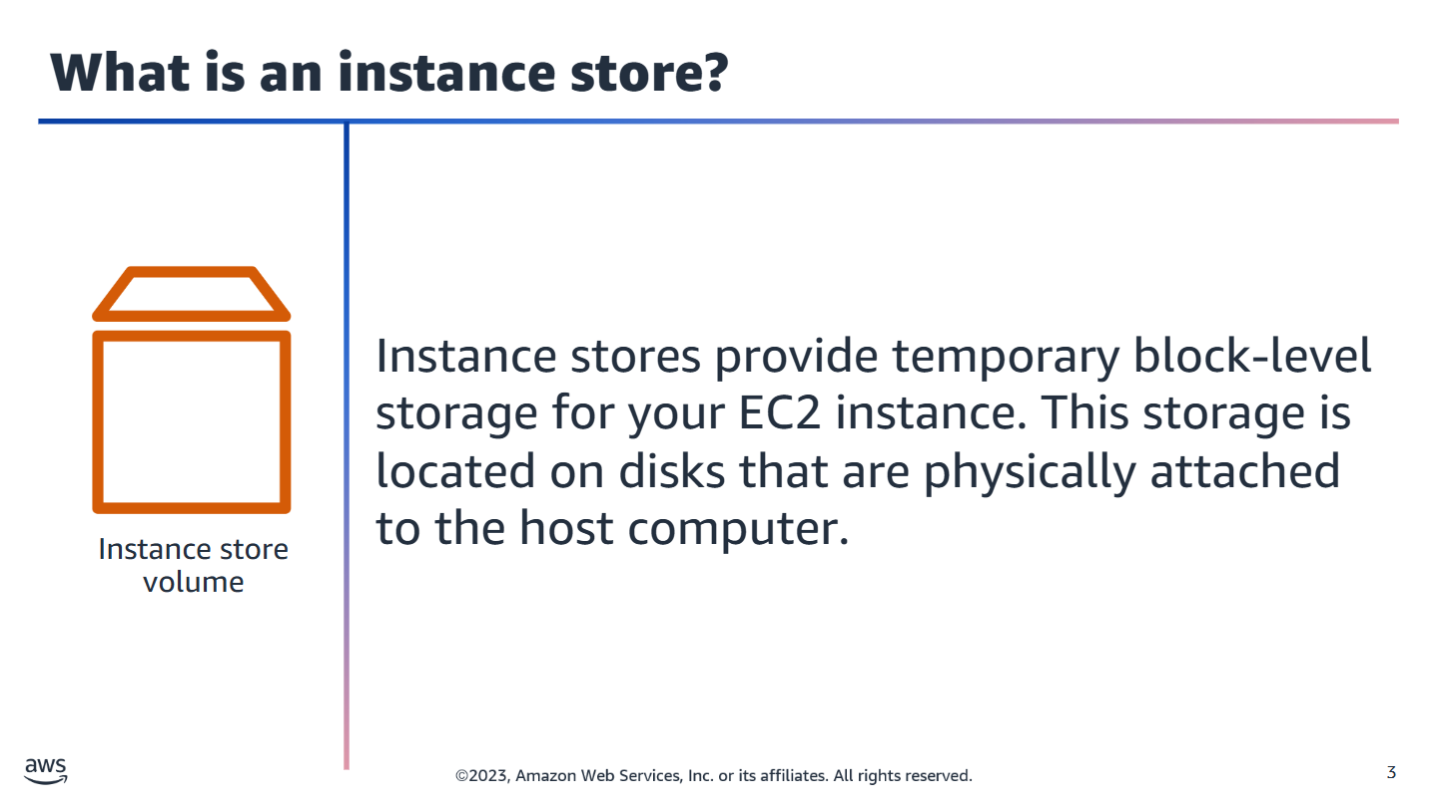 What is an instance store?
Instance store
volume
Instance stores provide temporary block-level
storage for your EC2 instance. This storage is
located on disks that are physically attached
to the host computer.
aws
©2023, Amazon Web Services, Inc. or its affiliates. All rights reserved.
3